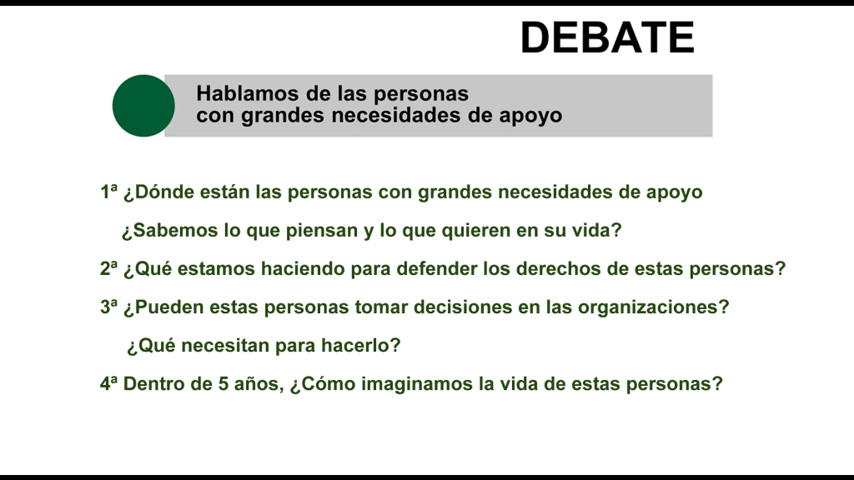 DEBATE
Hablamos de las personas
con grandes necesidades de apoyo
1ª ¿Dónde están las personas con grandes necesidades de apoyo
¿Sabemos lo que piensan y lo que quieren en su vida?
2ª ¿Qué estamos haciendo para defender los derechos de estas personas?
3ª ¿Pueden estas personas tomar decisiones en las organizaciones?
¿Qué necesitan para hacerlo?
4ª Dentro de 5 años, ¿Cómo imaginamos la vida de estas personas?